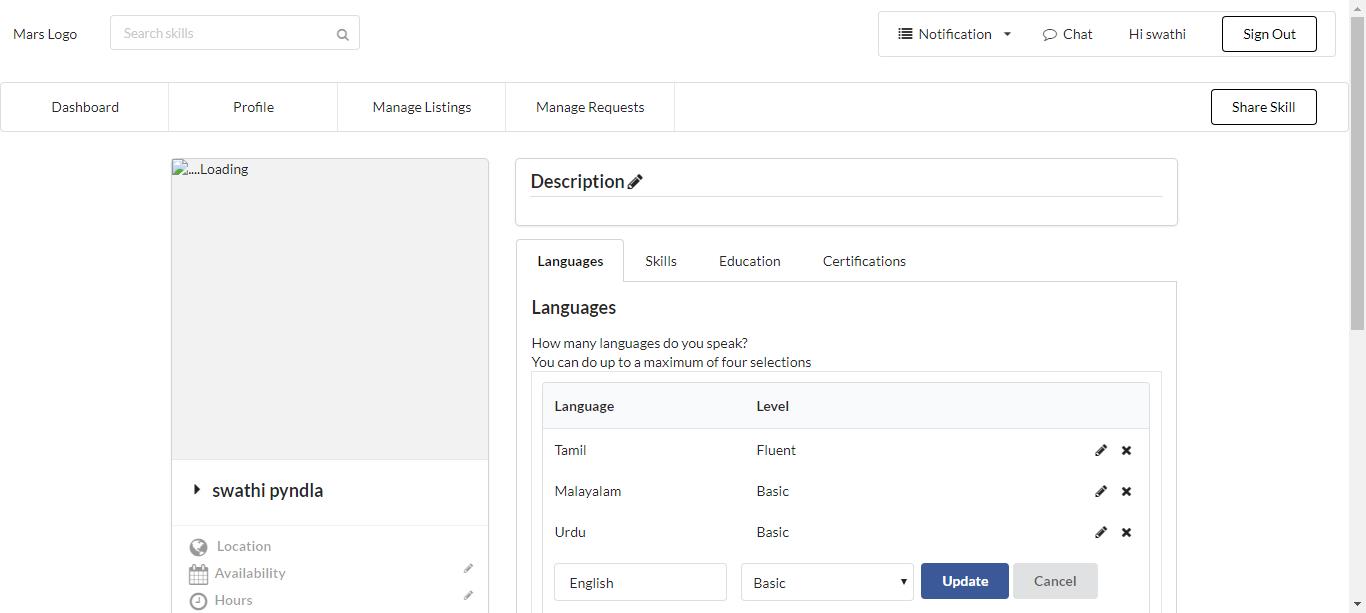 Mars Logo
Search skills
Notification
Chat
Hi swathi
Sign Out
Dashboard
Profile
Manage Listings
Manage Requests
Share Skill
....Loading
swathi pyndla
Location
Availability
Hours
Description
Languages
Skills
Education
Certifications
Languages
How many languages do you speak?
You can do up to a maximum of four selections
Language Level
Tamil Fluent
Malayalam Basic
Urdu Basic
English Basic Update Cancel